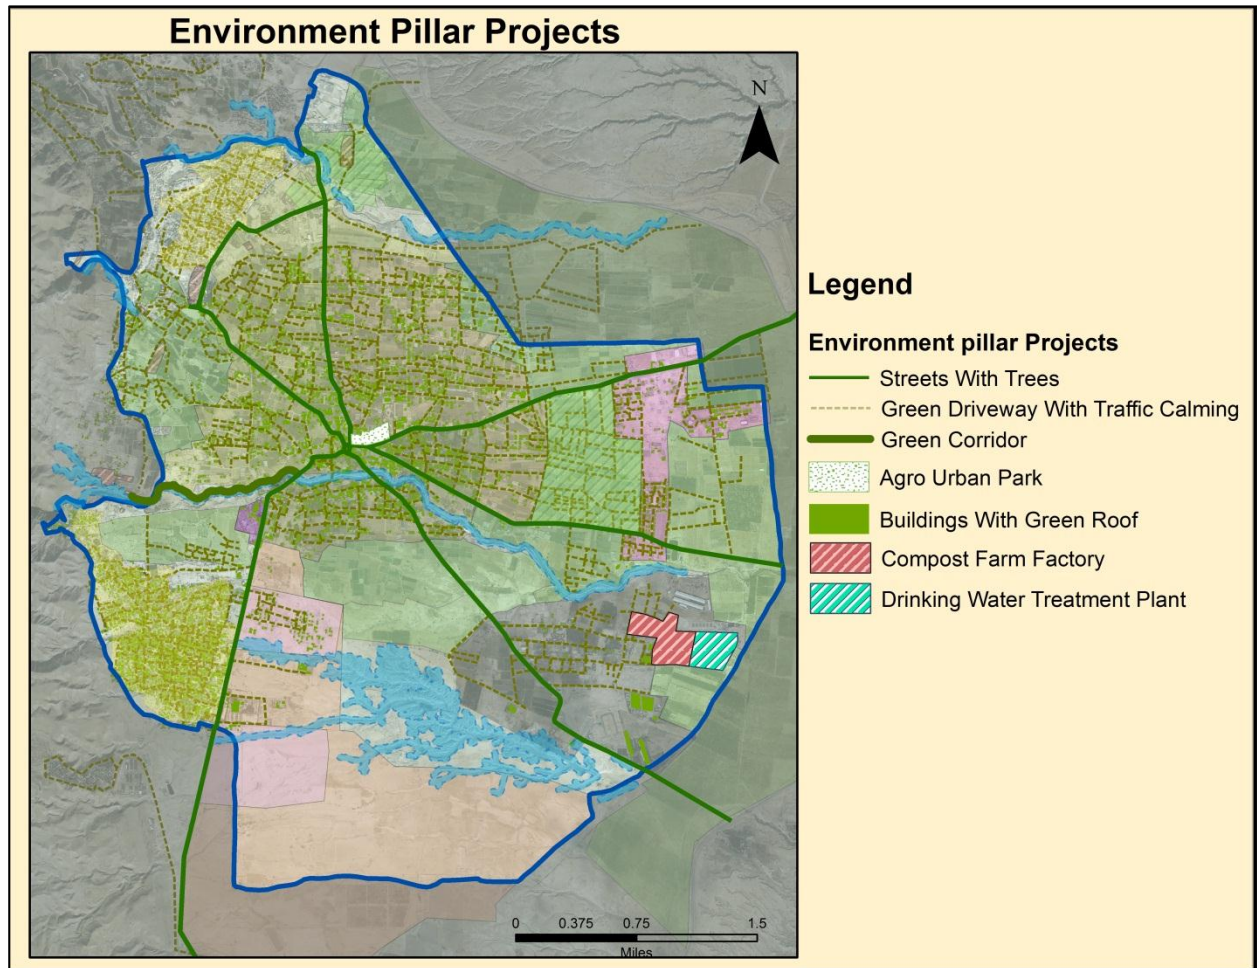 Environment Pillar Projects
N
Legend
Environment pillar Projects
Streets With Trees
Green Driveway With Traffic Calming
Green Corridor
Agro Urban Park
Buildings With Green Roof
Compost Farm Factory
Drinking Water Treatment Plant
0 0.375 0.75 1.5
Miles